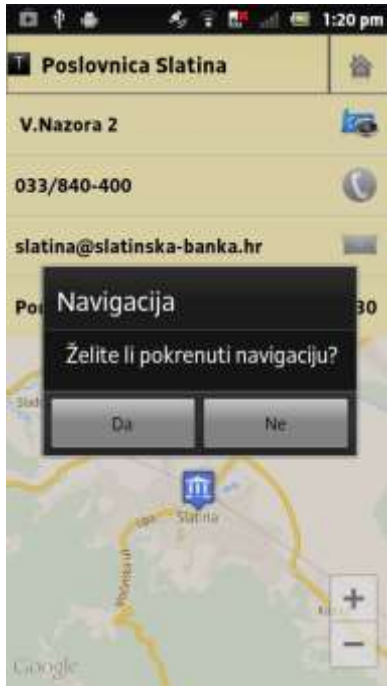 1:20 pm
T Poslovnica Slatina
V.Nazora 2
033/840-400
slatina@slatinska-banka.hr
30
Navigacija
Želite li pokrenuti navigaciju?
Da
Ne
Slatina
Google
+
-